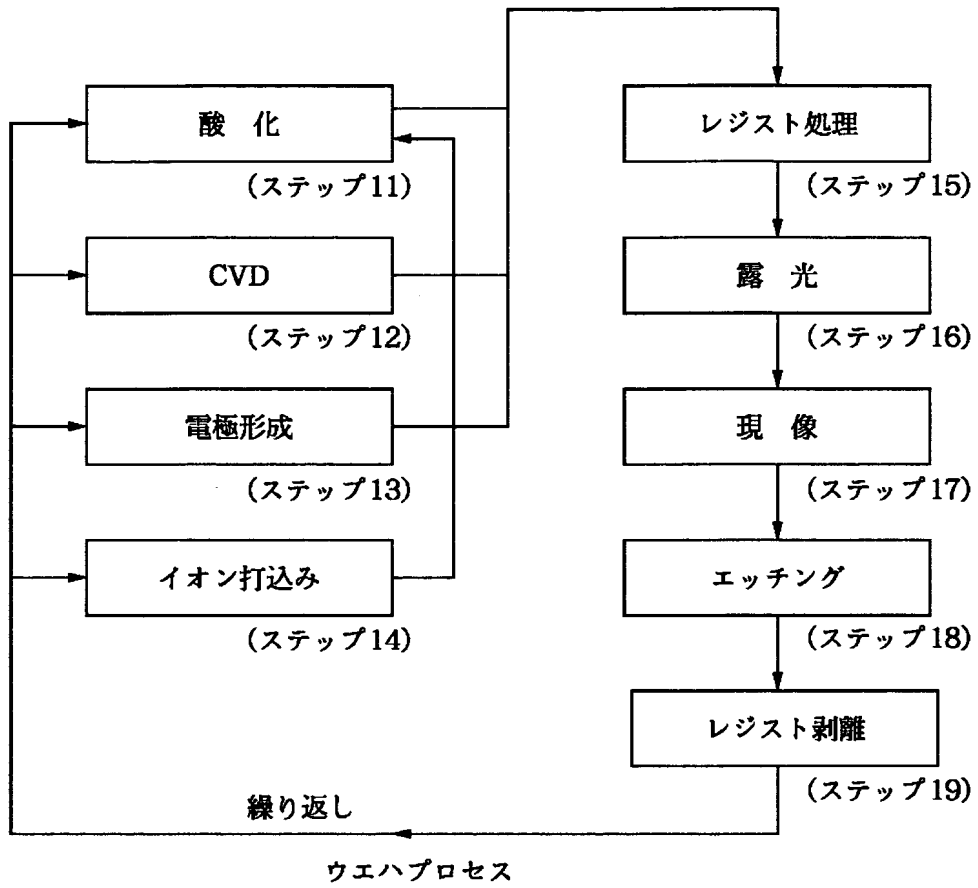 酸 化
(ステップ11)
CVD
(ステップ12)
電極形成
(ステップ13)
イオン打込み
(ステップ14)
レジスト処理
(ステップ15)
露 光
(ステップ16)
現 像
(ステップ17)
エッチング
(ステップ18)
レジスト剥離
(ステップ19)
繰り返し
ウエハプロセス